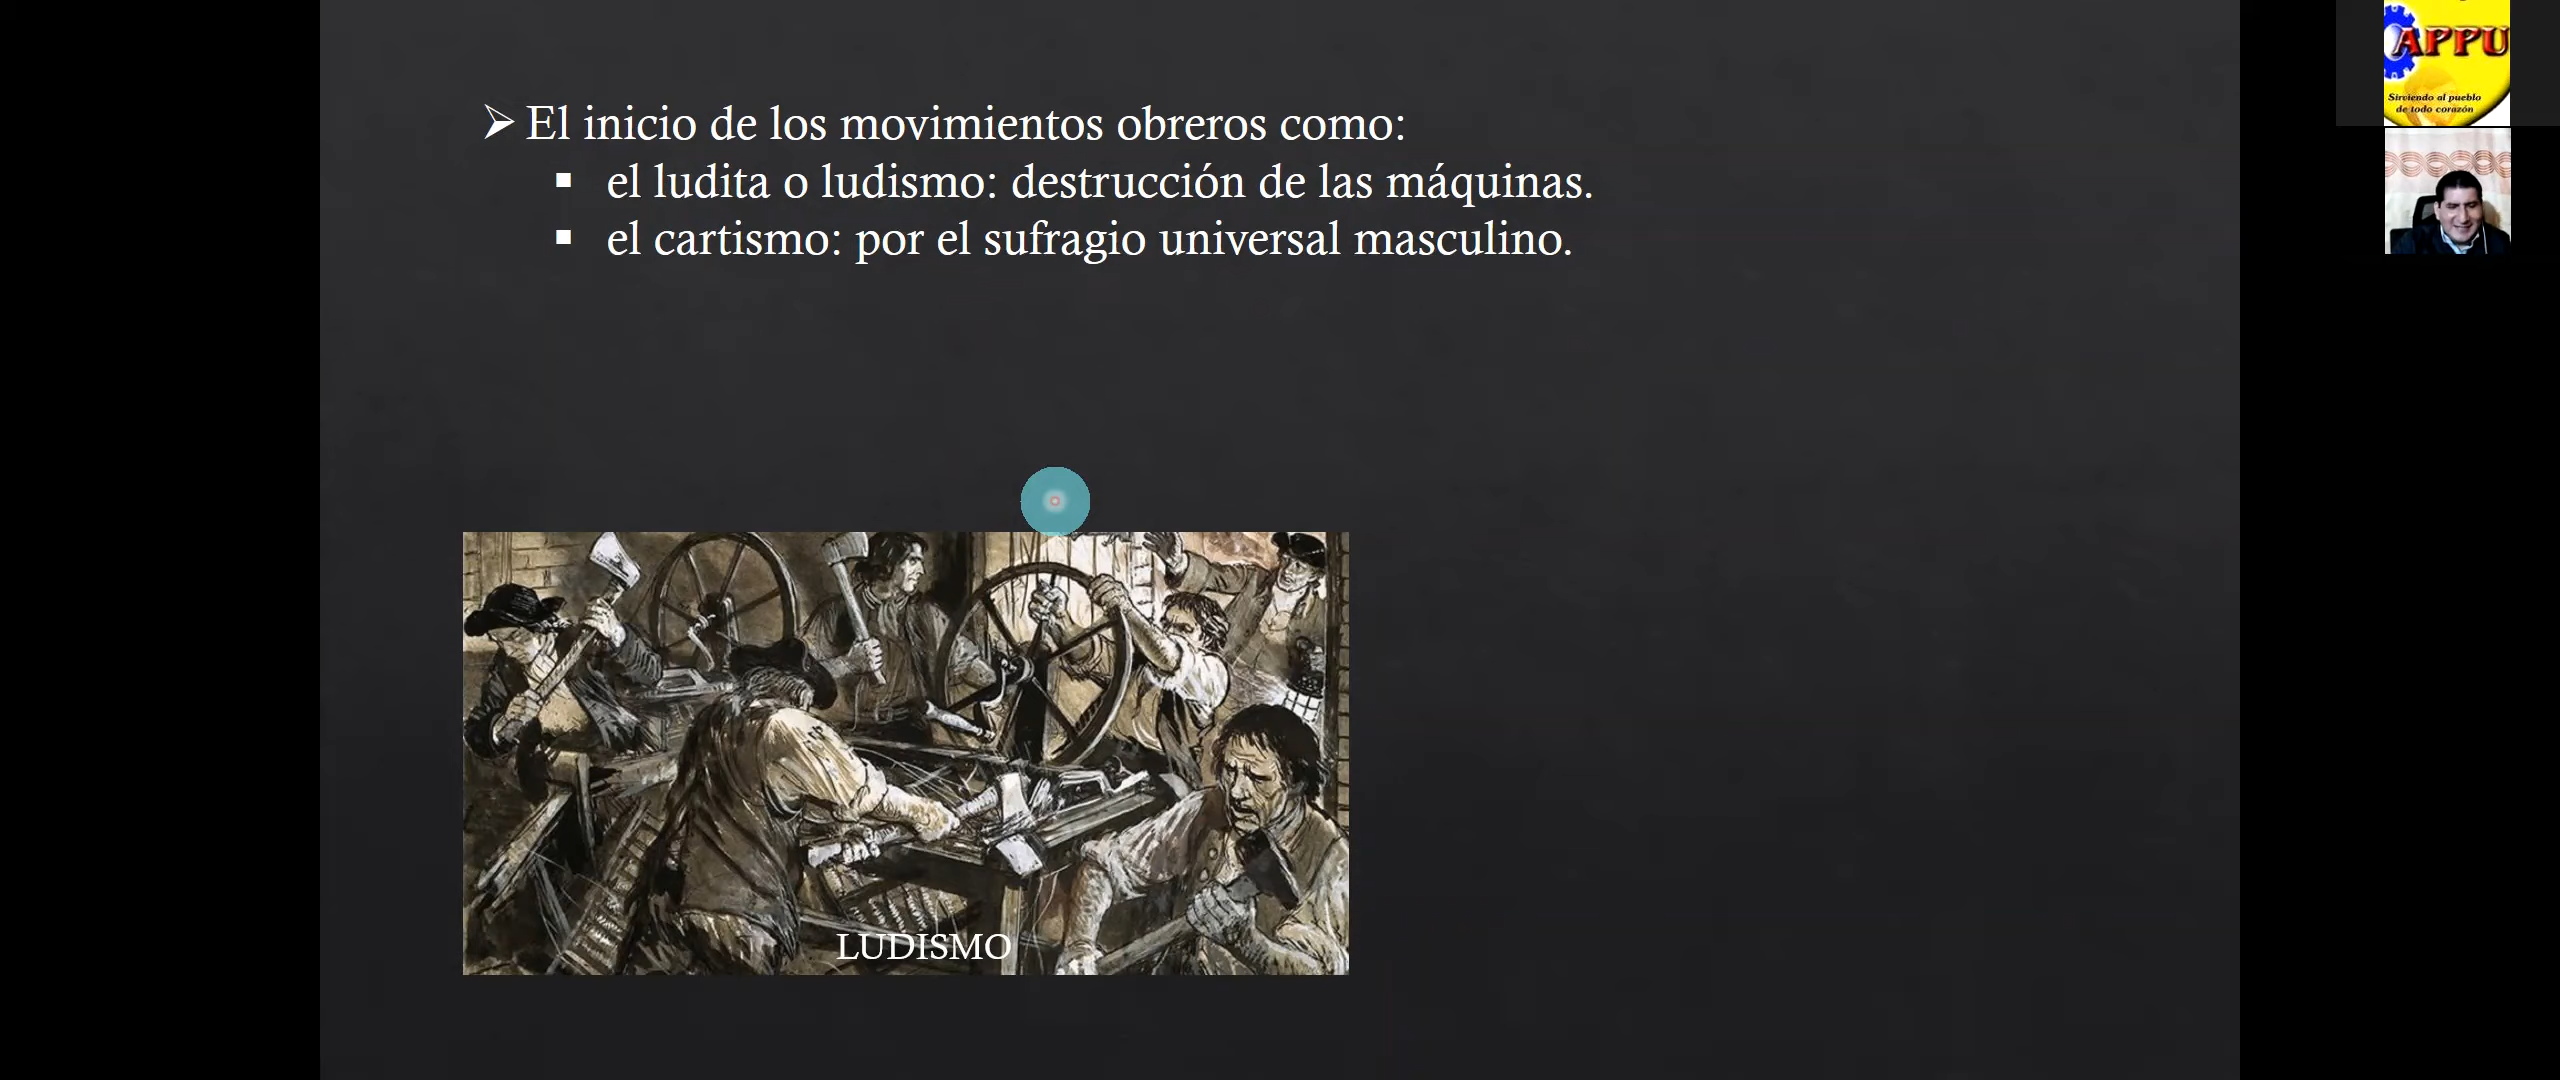 El inicio de los movimientos obreros como:
el ludita o ludismo: destrucción de las máquinas.
el cartismo: por el sufragio universal masculino.
LUDISMO
APPU
Sirviendo al pueblo
de todo corazón